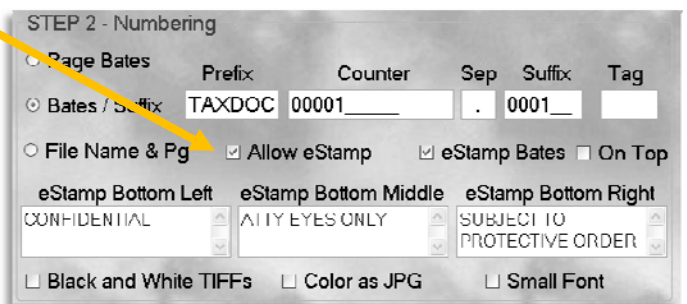 STEP 2 - Numbering
Page Bates
Prefix Counter Sep Suffix Tag
Bates / Suffix TAXDOC 00001_____ . 0001__
File Name & Pg Allow eStamp eStamp Bates On Top
eStamp Bottom Left eStamp Bottom Middle eStamp Bottom Right
CONFIDENTIAL ATTY EYES ONLY SUBJECT TO
PROTECTIVE ORDER
Black and White TIFFs Color as JPG Small Font